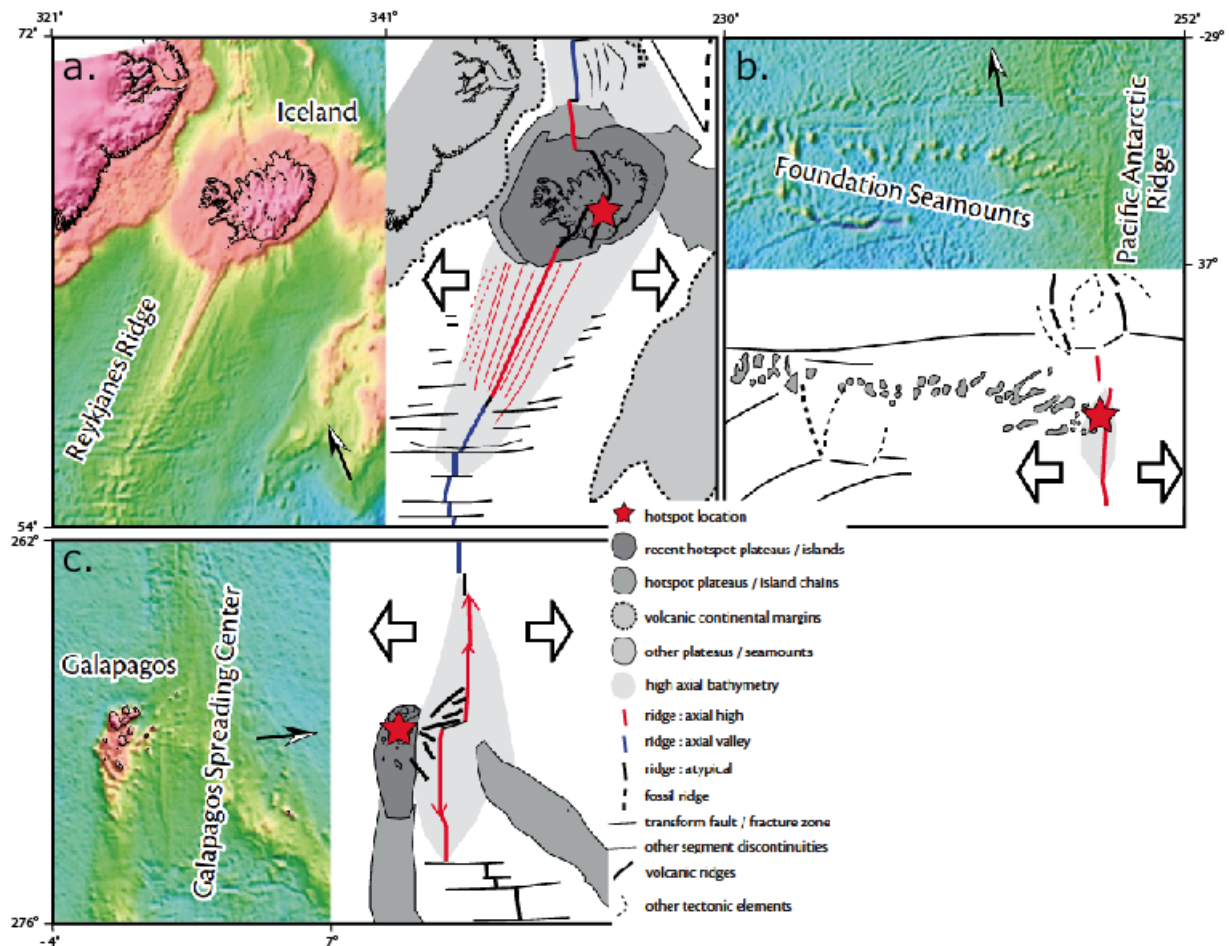 321°
341°
230°
252°
72°
-29°
a.
Iceland
Reykjanes Ridge
b.
Foundation Seamounts
Pacific Antarctic
Ridge
-37°
54°
262°
c.
Galapagos
Galapagos Spreading Center
276°
-4°
7°
hotspot location
recent hotspot plateaus / islands
hotspot plateaus / island chains
volcanic continental margins
other plateaus / seamounts
high axial bathymetry
ridge : axial high
ridge : axial valley
ridge : atypical
fossil ridge
transform fault / fracture zone
other segment discontinuities
volcanic ridges
other tectonic elements